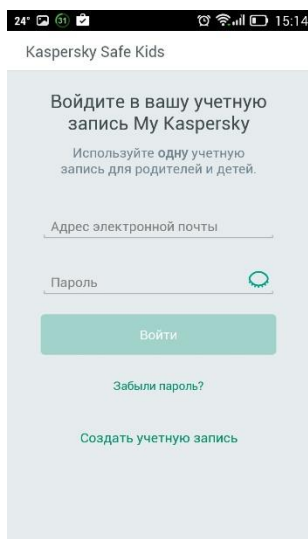 24° 31 15:14
Kaspersky Safe Kids
Войдите в вашу учетную
запись My Kaspersky
Используйте одну учетную
запись для родителей и детей.
Адрес электронной почты
Пароль
Войти
Забыли пароль?
Создать учетную запись